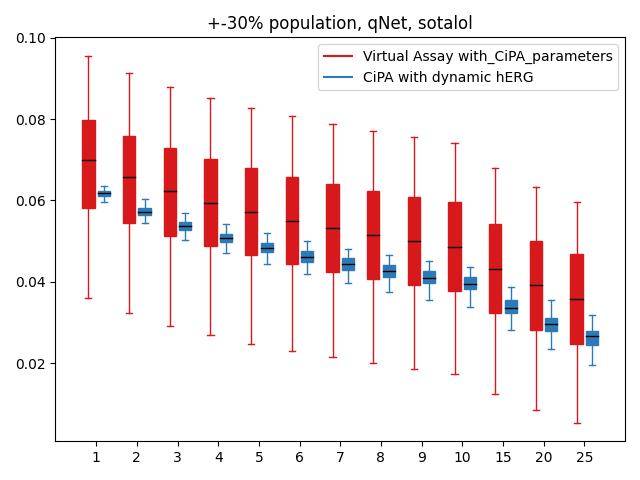 +-30% population, qNet, sotalol
Virtual Assay with_CiPA_parameters
CiPA with dynamic hERG
0.10
0.08
0.06
0.04
0.02
1 2 3 4 5 6 7 8 9 10 15 20 25